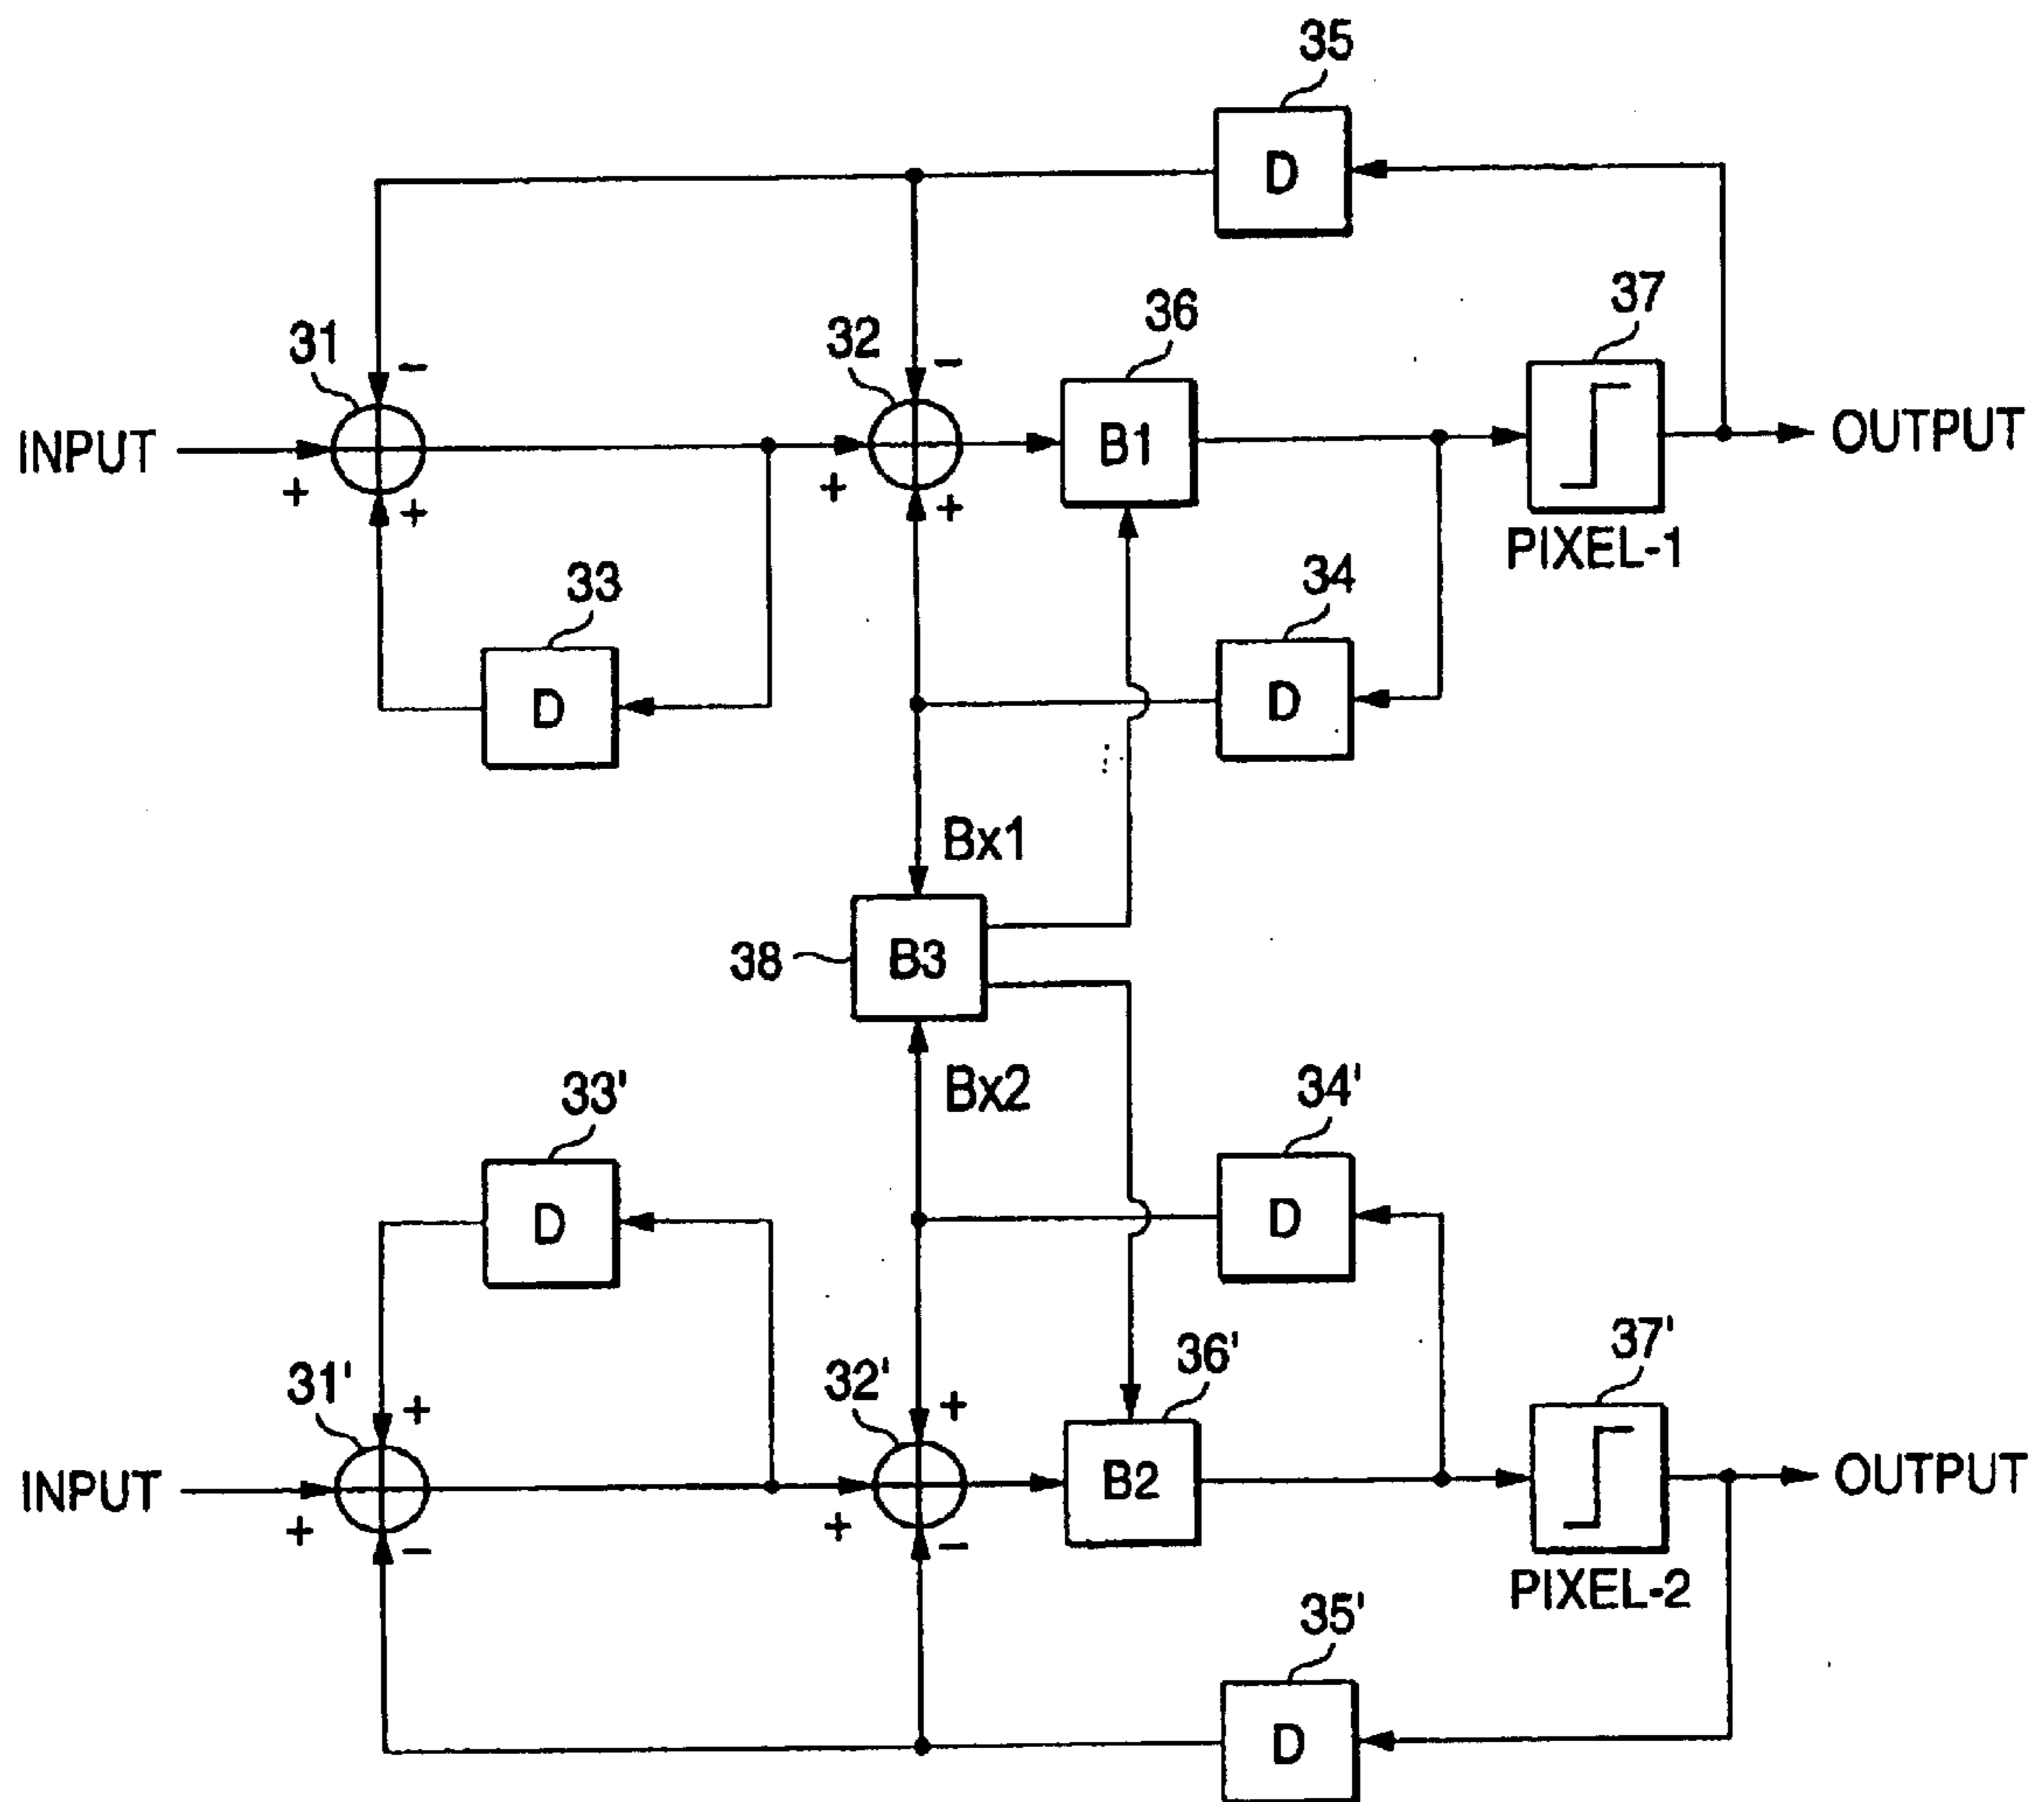 35
D
37
36
32
31
-
-
INPUT
B1
OUTPUT
+
+
+
+
PIXEL-1
33
34
D
D
Bx1
38
B3
Bx2
33'
34'
D
D
37'
36'
32'
31'
+
+
INPUT
B2
OUTPUT
+
-
+
-
PIXEL-2
35'
D